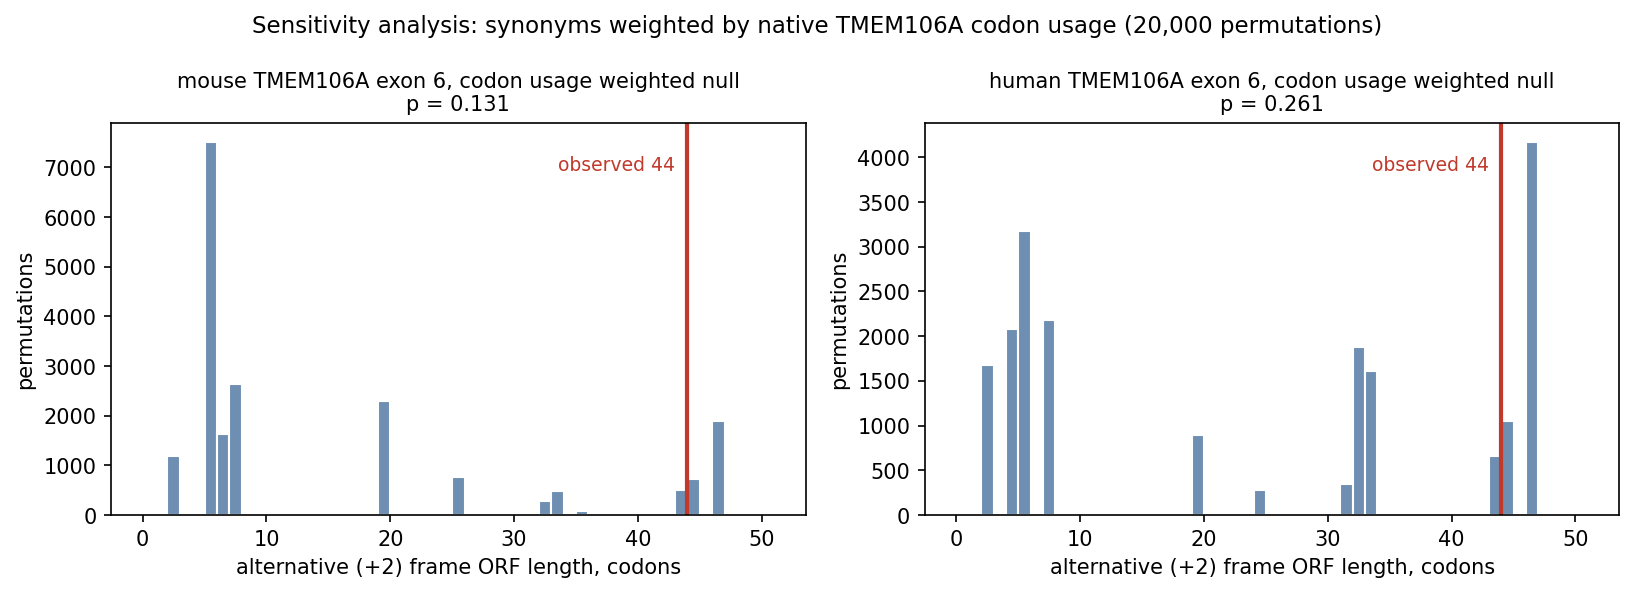 Sensitivity analysis: synonyms weighted by native TMEM106A codon usage (20,000 permutations)
mouse TMEM106A exon 6, codon usage weighted null
p = 0.131
observed 44
permutations
7000
6000
5000
4000
3000
2000
1000
0
0 10 20 30 40 50
alternative (+2) frame ORF length, codons
human TMEM106A exon 6, codon usage weighted null
p = 0.261
observed 44
permutations
4000
3500
3000
2500
2000
1500
1000
500
0
0 10 20 30 40 50
alternative (+2) frame ORF length, codons